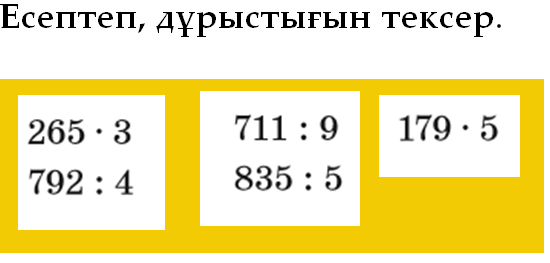 Есептеп, дұрыстығын тексер.
265 · 3
792 : 4
711 : 9
835 : 5
179 · 5